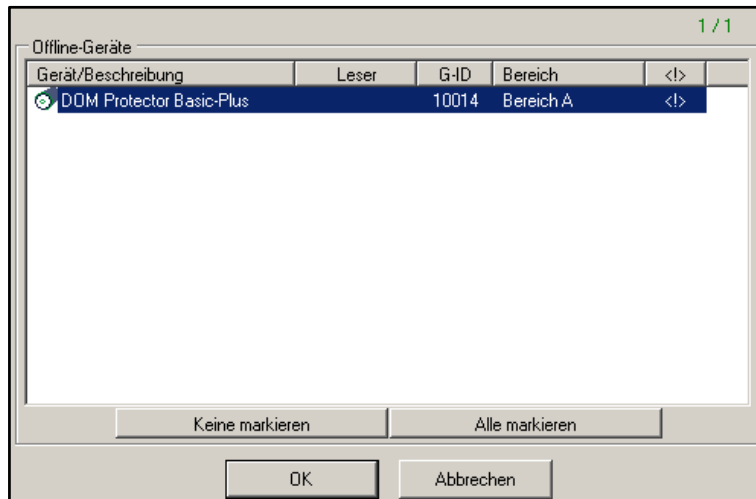 1 / 1
Offline-Geräte
Gerät/Beschreibung Leser G-ID Bereich <!>
DOM Protector Basic-Plus 10014 Bereich A <!>
Keine markieren Alle markieren
OK Abbrechen